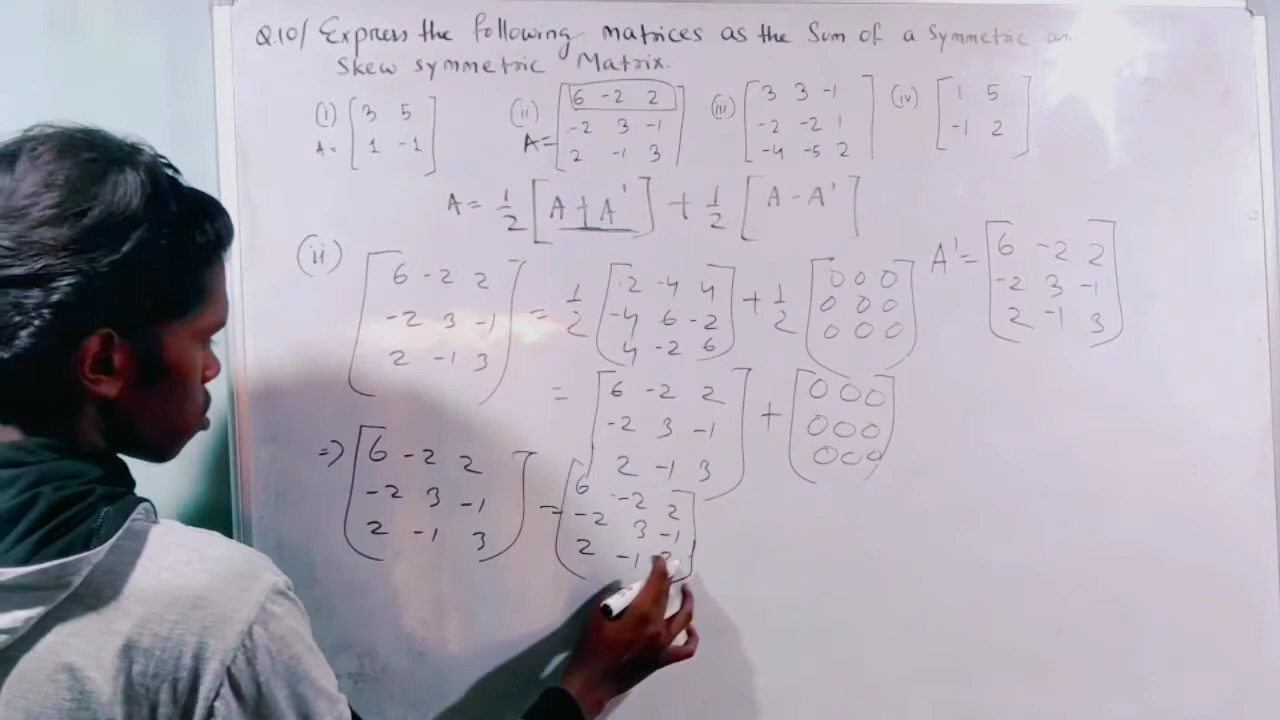 Q.10/ Express the following matrices as the Sum of a Symmetric
Skew symmetric Matrix.
(i) A = [3 5
1 -1]
(ii) A = [6 -2 2
-2 3 -1
2 -1 3]
(iii) [3 3 -1
-2 -2 1
-4 -5 2]
(iv) [1 5
-1 2]
A = 1/2 [A + A'] + 1/2 [A - A']
(ii) [6 -2 2
-2 3 -1
2 -1 3]
= 1/2 [12 -4 4
-4 6 -2
4 -2 6]
+ 1/2 [0 0 0
0 0 0
0 0 0]
A' = [6 -2 2
-2 3 -1
2 -1 3]
= [6 -2 2
-2 3 -1
2 -1 3]
+ [0 0 0
0 0 0
0 0 0]
=> [6 -2 2
-2 3 -1
2 -1 3]
= [6 -2 2
-2 3 -1
2 -1